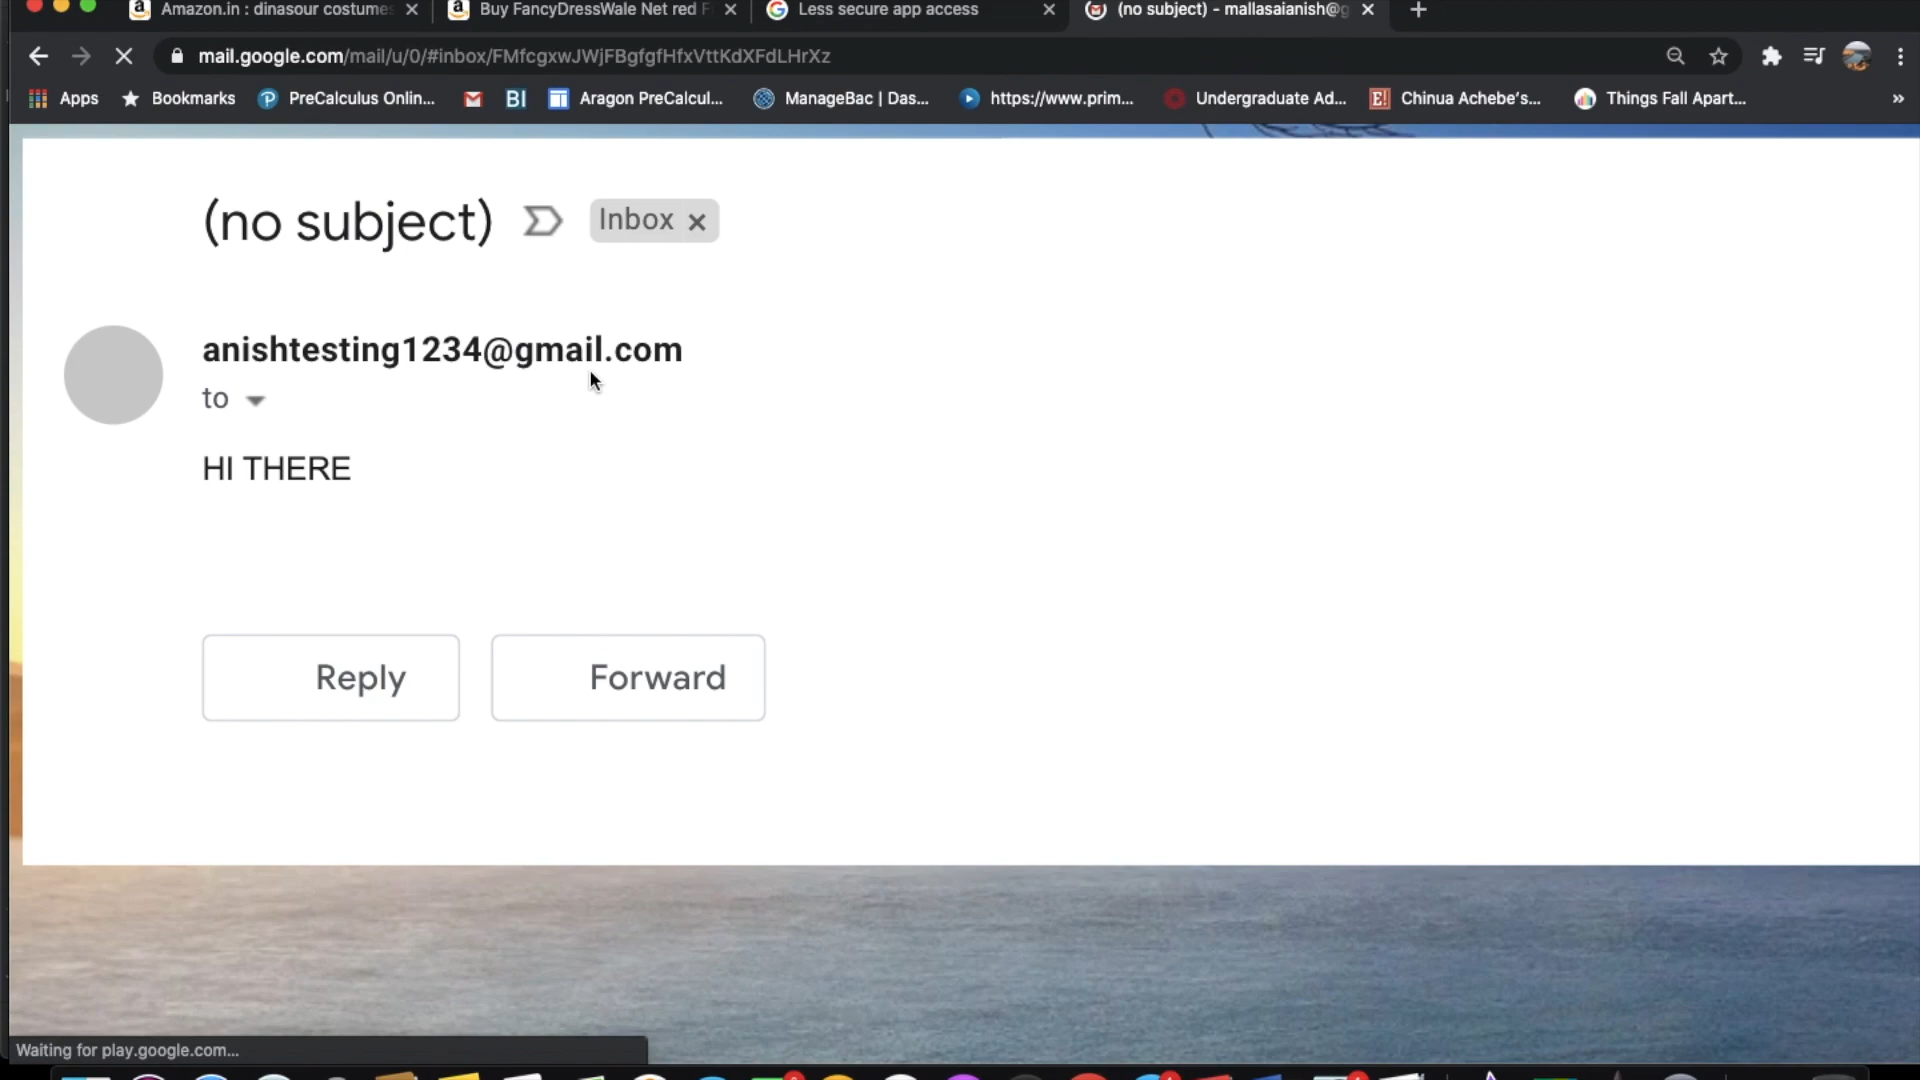 Amazon.in : dinasour costumes
Buy FancyDressWale Net red F
Less secure app access
(no subject) - mallasaianish@g
mail.google.com/mail/u/0/#inbox/FMfcgxwJWjFBgfgfHfxVttKdXFdLHrXz
Apps
Bookmarks
PreCalculus Onlin...
BI
Aragon PreCalcul...
ManageBac | Das...
https://www.prim...
Undergraduate Ad...
E!
Chinua Achebe's...
Things Fall Apart...
(no subject)
Inbox
anishtesting1234@gmail.com
to
HI THERE
Reply
Forward
Waiting for play.google.com...